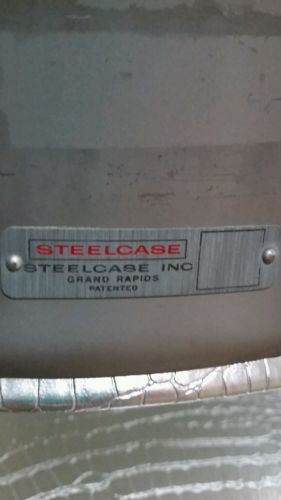 STEELCASE
STEELCASE INC
GRAND RAPIDS
PATENTED